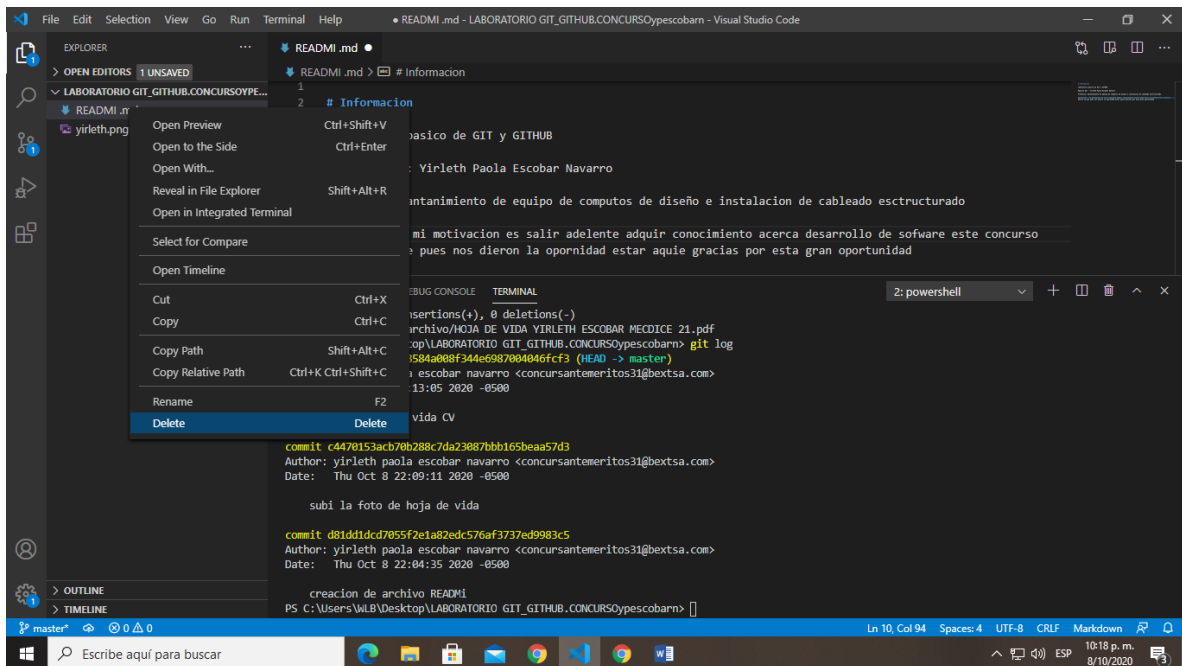 File Edit Selection View Go Run Terminal Help
● READMI .md - LABORATORIO GIT_GITHUB.CONCURSOypescobarn - Visual Studio Code
EXPLORER
OPEN EDITORS 1 UNSAVED
LABORATORIO GIT_GITHUB.CONCURSOYPE...
READMI .m
yirleth.png
READMI .md ●
READMI .md > # Informacion
1
2 # Informacion
basico de GIT y GITHUB
: Yirleth Paola Escobar Navarro
antanimiento de equipo de computos de diseño e instalacion de cableado esctructurado
mi motivacion es salir adelente adquir conocimiento acerca desarrollo de sofware este concurso
e pues nos dieron la opornidad estar aquie gracias por esta gran oportunidad
Open Preview Ctrl+Shift+V
Open to the Side Ctrl+Enter
Open With...
Reveal in File Explorer Shift+Alt+R
Open in Integrated Terminal
Select for Compare
Open Timeline
Cut Ctrl+X
Copy Ctrl+C
Copy Path Shift+Alt+C
Copy Relative Path Ctrl+K Ctrl+Shift+C
Rename F2
Delete Delete
EBUG CONSOLE TERMINAL
2: powershell
nsertions(+), 0 deletions(-)
archivo/HOJA DE VIDA YIRLETH ESCOBAR MECDICE 21.pdf
top\LABORATORIO GIT_GITHUB.CONCURSOypescobarn> git log
3584a008f344e6987004046fcf3 (HEAD -> master)
a escobar navarro <concursantemeritos31@bextsa.com>
:13:05 2020 -0500
vida CV
commit c4470153acb70b288c7da23087bbb165beaa57d3
Author: yirleth paola escobar navarro <concursantemeritos31@bextsa.com>
Date: Thu Oct 8 22:09:11 2020 -0500
subi la foto de hoja de vida
commit d81dd1dcd7055f2e1a82edc576af3737ed9983c5
Author: yirleth paola escobar navarro <concursantemeritos31@bextsa.com>
Date: Thu Oct 8 22:04:35 2020 -0500
creacion de archivo READMi
PS C:\Users\WLB\Desktop\LABORATORIO GIT_GITHUB.CONCURSOypescobarn>
OUTLINE
TIMELINE
master* 0 0
Ln 10, Col 94 Spaces: 4 UTF-8 CRLF Markdown
Escribe aquí para buscar
ESP
10:18 p. m.
8/10/2020